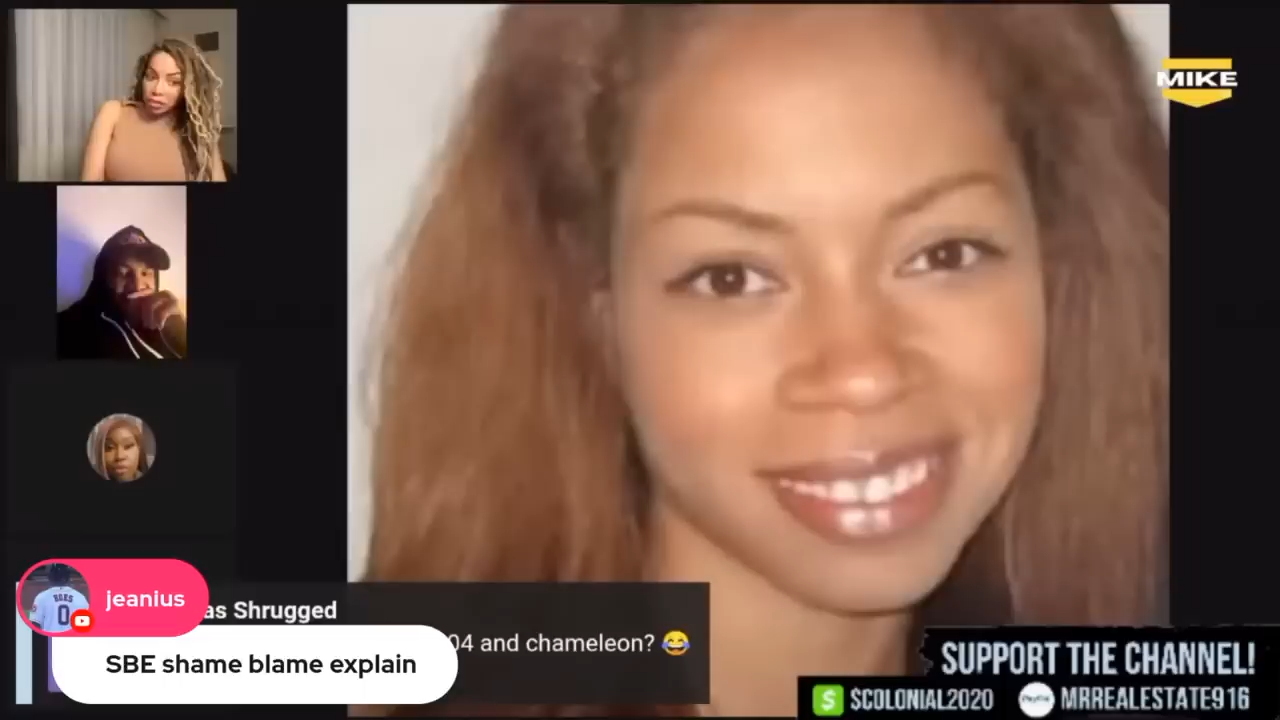 MIKE
jeanius
as Shrugged
04 and chameleon? 😂
SBE shame blame explain
SUPPORT THE CHANNEL!
$COLONIAL2020
MRREALESTATE916